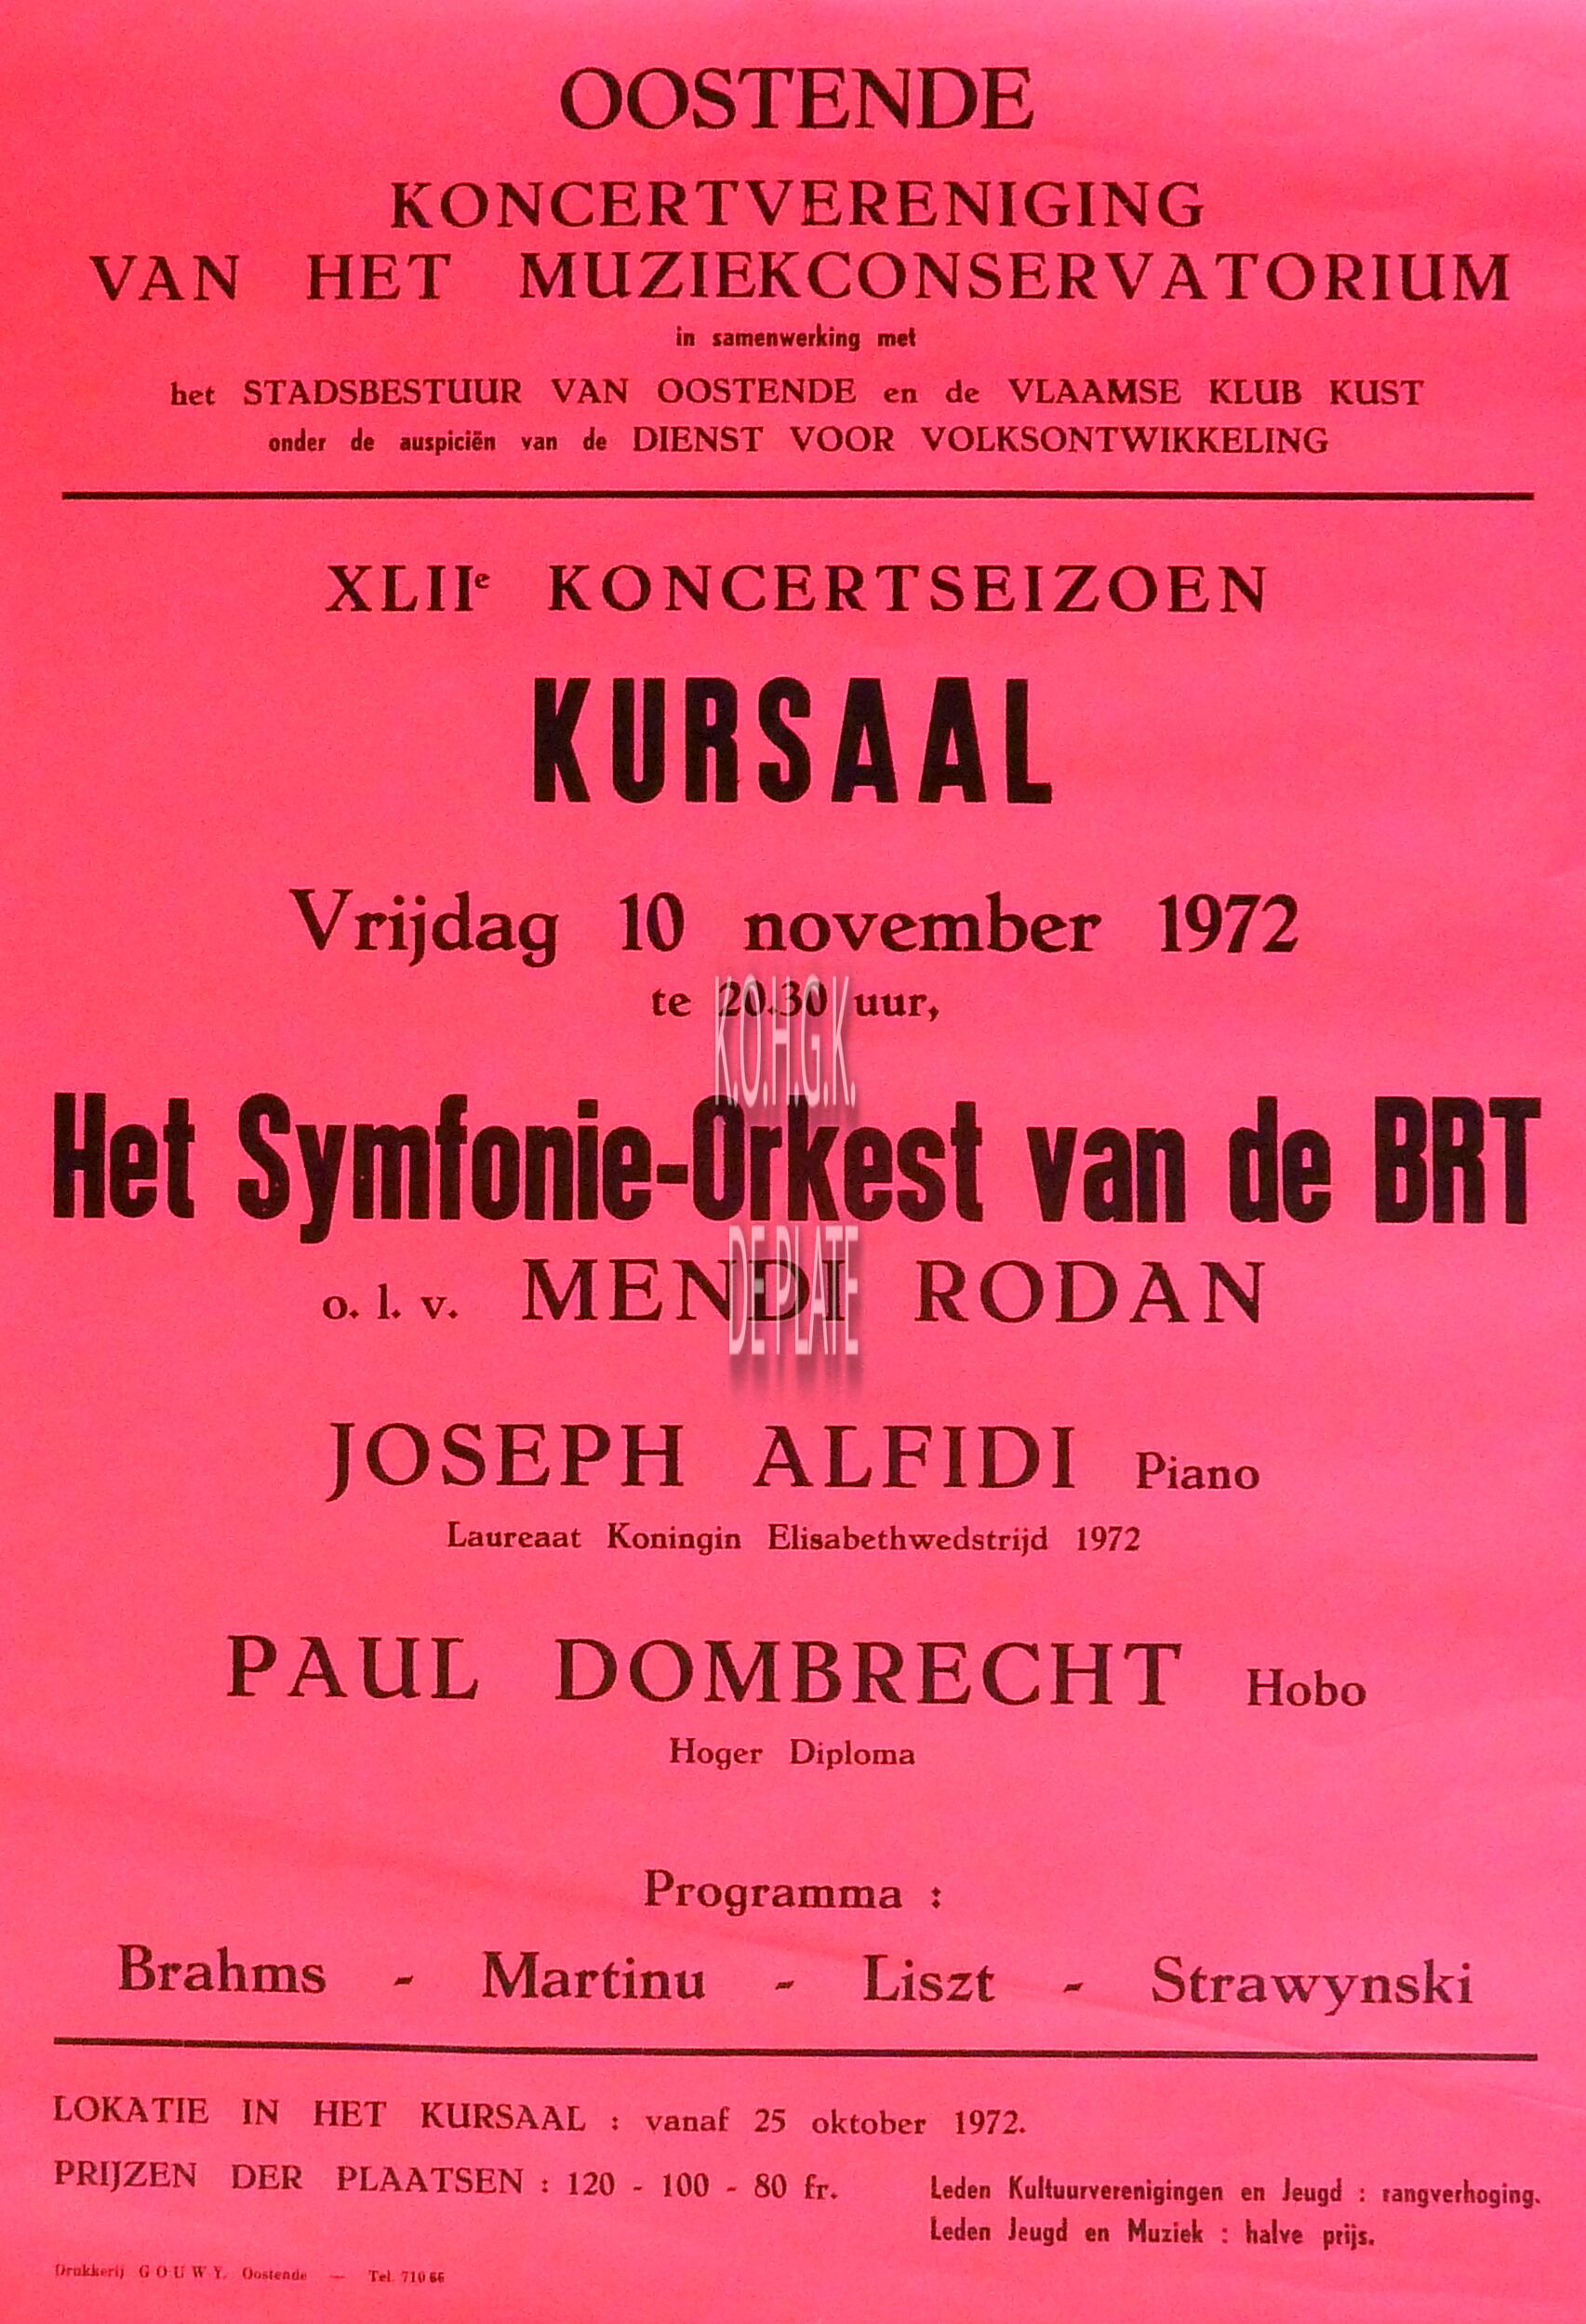 OOSTENDE
KONCERTVERENIGING
VAN HET MUZIEKCONSERVATORIUM
in samenwerking met
het STADSBESTUUR VAN OOSTENDE en de VLAAMSE KLUB KUST
onder de auspiciën van de DIENST VOOR VOLKSONTWIKKELING
XLIIe KONCERTSEIZOEN
KURSAAL
Vrijdag 10 november 1972
te 20.30 uur,
K.O.H.G.K.
Het Symfonie-Orkest van de BRT
DE PLATE
o. l. v. MENDI RODAN
JOSEPH ALFIDI Piano
Laureaat Koningin Elisabethwedstrijd 1972
PAUL DOMBRECHT Hobo
Hoger Diploma
Programma :
Brahms - Martinu - Liszt - Strawynski
LOKATIE IN HET KURSAAL : vanaf 25 oktober 1972.
PRIJZEN DER PLAATSEN : 120 - 100 - 80 fr.
Leden Kultuurverenigingen en Jeugd : rangverhoging.
Leden Jeugd en Muziek : halve prijs.
Drukkerij GOUWY. Oostende — Tel. 710 66